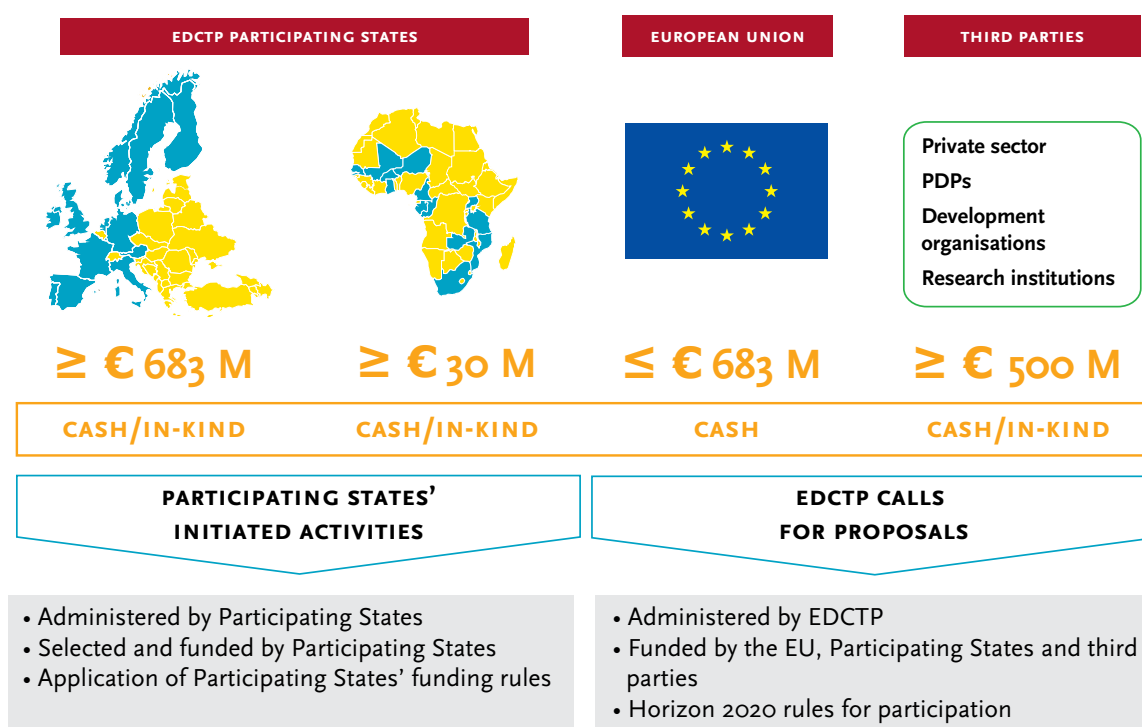 EDCTP PARTICIPATING STATES
EUROPEAN UNION
THIRD PARTIES
Private sector
PDPs
Development
organisations
Research institutions
≥ € 683 M
≥ € 30 M
≤ € 683 M
≥ € 500 M
CASH/IN-KIND
CASH/IN-KIND
CASH
CASH/IN-KIND
PARTICIPATING STATES’
INITIATED ACTIVITIES
EDCTP CALLS
FOR PROPOSALS
• Administered by Participating States
• Selected and funded by Participating States
• Application of Participating States’ funding rules
• Administered by EDCTP
• Funded by the EU, Participating States and third
parties
• Horizon 2020 rules for participation